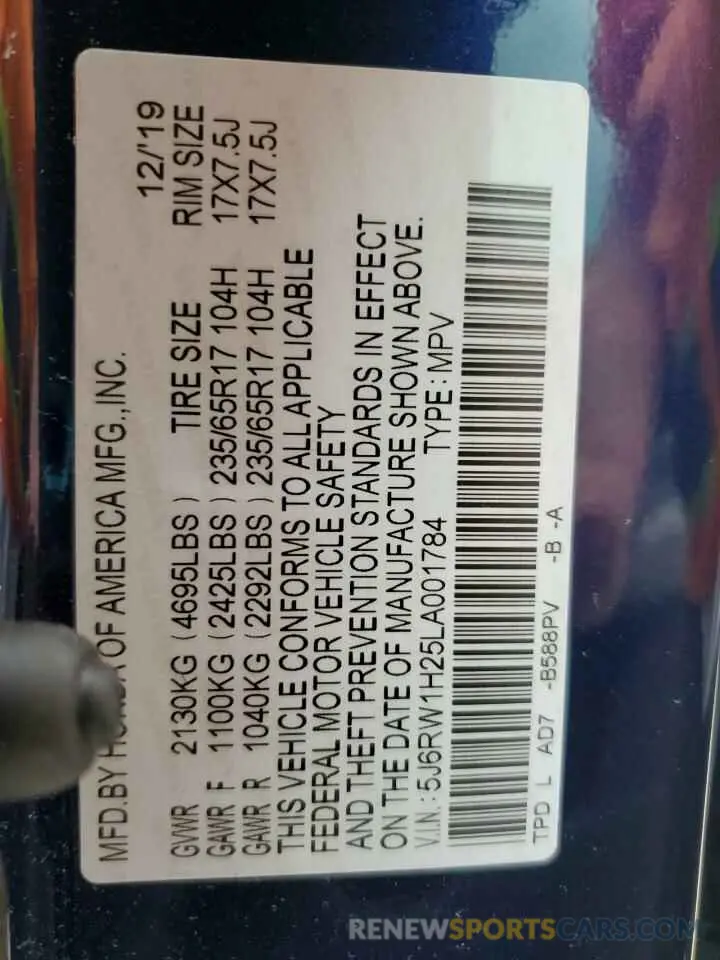 MFD.BY HONDA OF AMERICA MFG.,INC. 12/'19
GVWR 2130KG (4695LBS) TIRE SIZE RIM SIZE
GAWR F 1100KG (2425LBS) 235/65R17 104H 17X7.5J
GAWR R 1040KG (2292LBS) 235/65R17 104H 17X7.5J
THIS VEHICLE CONFORMS TO ALL APPLICABLE
FEDERAL MOTOR VEHICLE SAFETY
AND THEFT PREVENTION STANDARDS IN EFFECT
ON THE DATE OF MANUFACTURE SHOWN ABOVE.
V.I.N.: 5J6RW1H25LA001784 TYPE: MPV
TPD L AD7 -B588PV -B -A
RENEWSPORTSCARS.COM